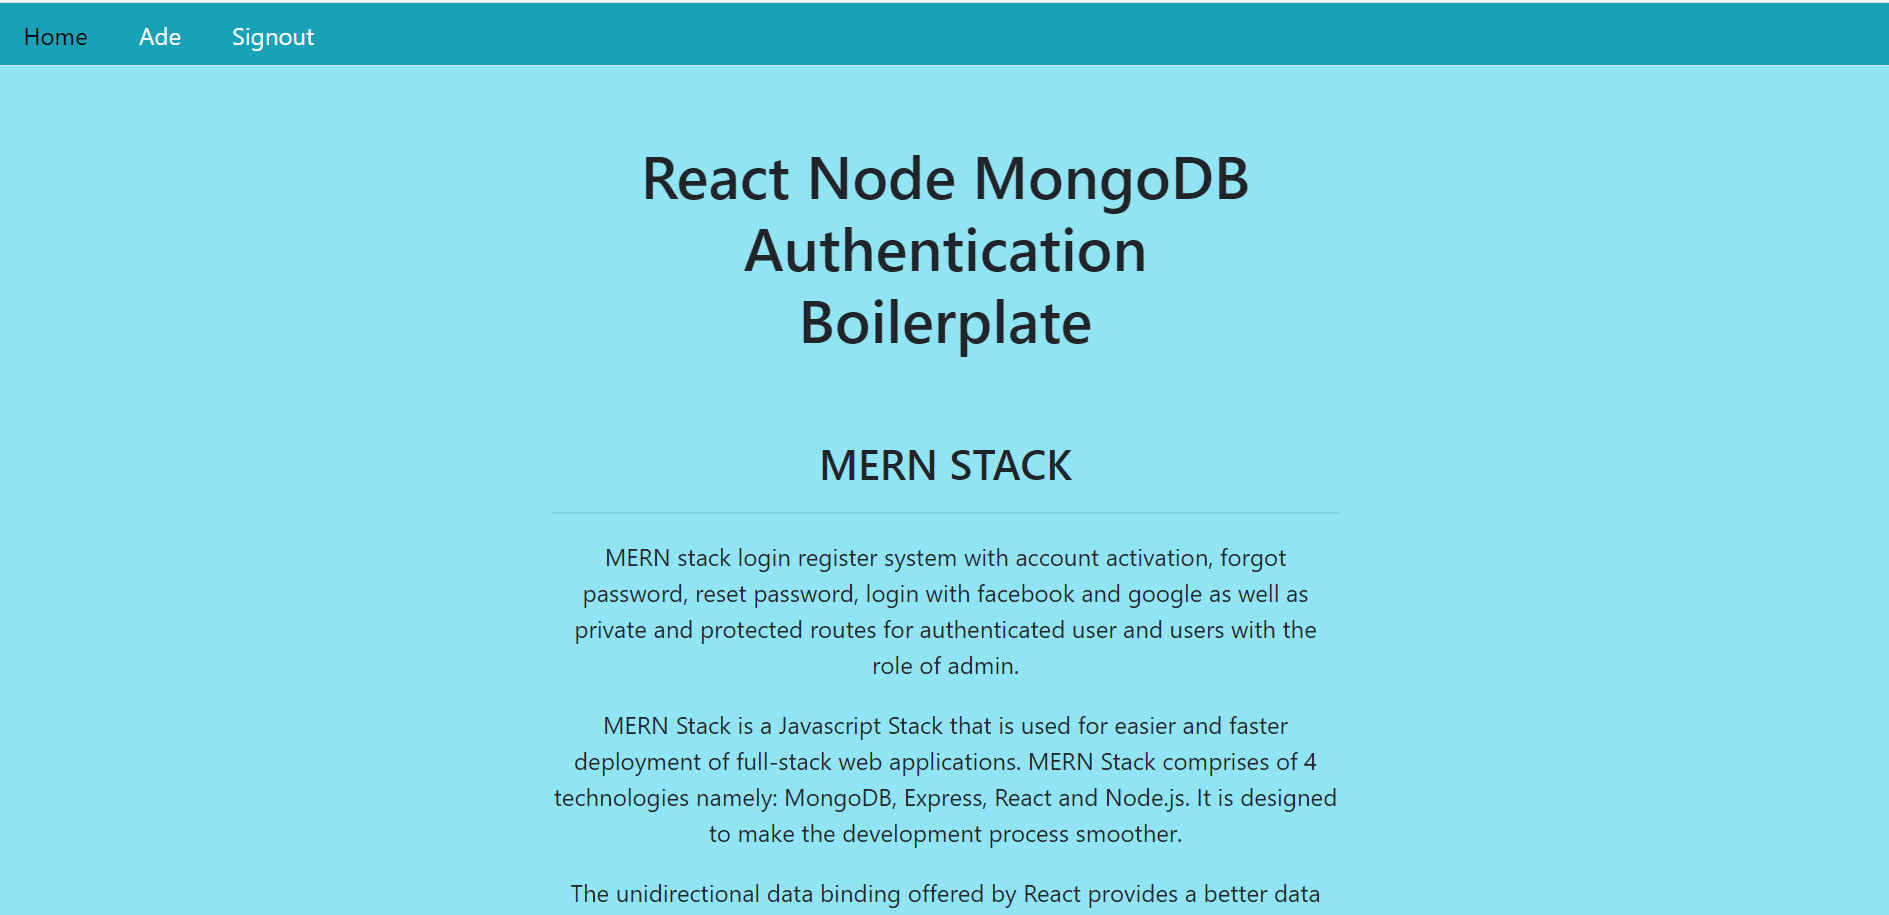 Home Ade Signout
React Node MongoDB
Authentication
Boilerplate
MERN STACK
MERN stack login register system with account activation, forgot
password, reset password, login with facebook and google as well as
private and protected routes for authenticated user and users with the
role of admin.
MERN Stack is a Javascript Stack that is used for easier and faster
deployment of full-stack web applications. MERN Stack comprises of 4
technologies namely: MongoDB, Express, React and Node.js. It is designed
to make the development process smoother.
The unidirectional data binding offered by React provides a better data